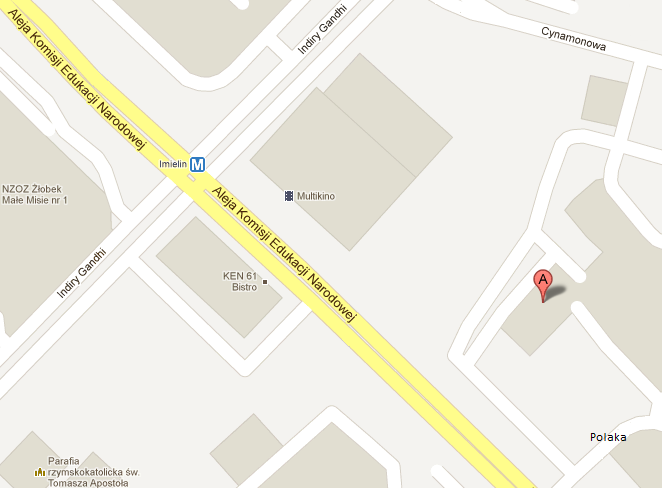 Aleja Komisji Edukacji Narodowej
Indiry Gandhi
Cynamonowa
Imielin M
NZOZ Żłobek
Małe Misie nr 1
Multikino
Aleja Komisji Edukacji Narodowej
Indiry Gandhi
KEN 61
Bistro
A
Polaka
Parafia
rzymskokatolicka św.
Tomasza Apostoła